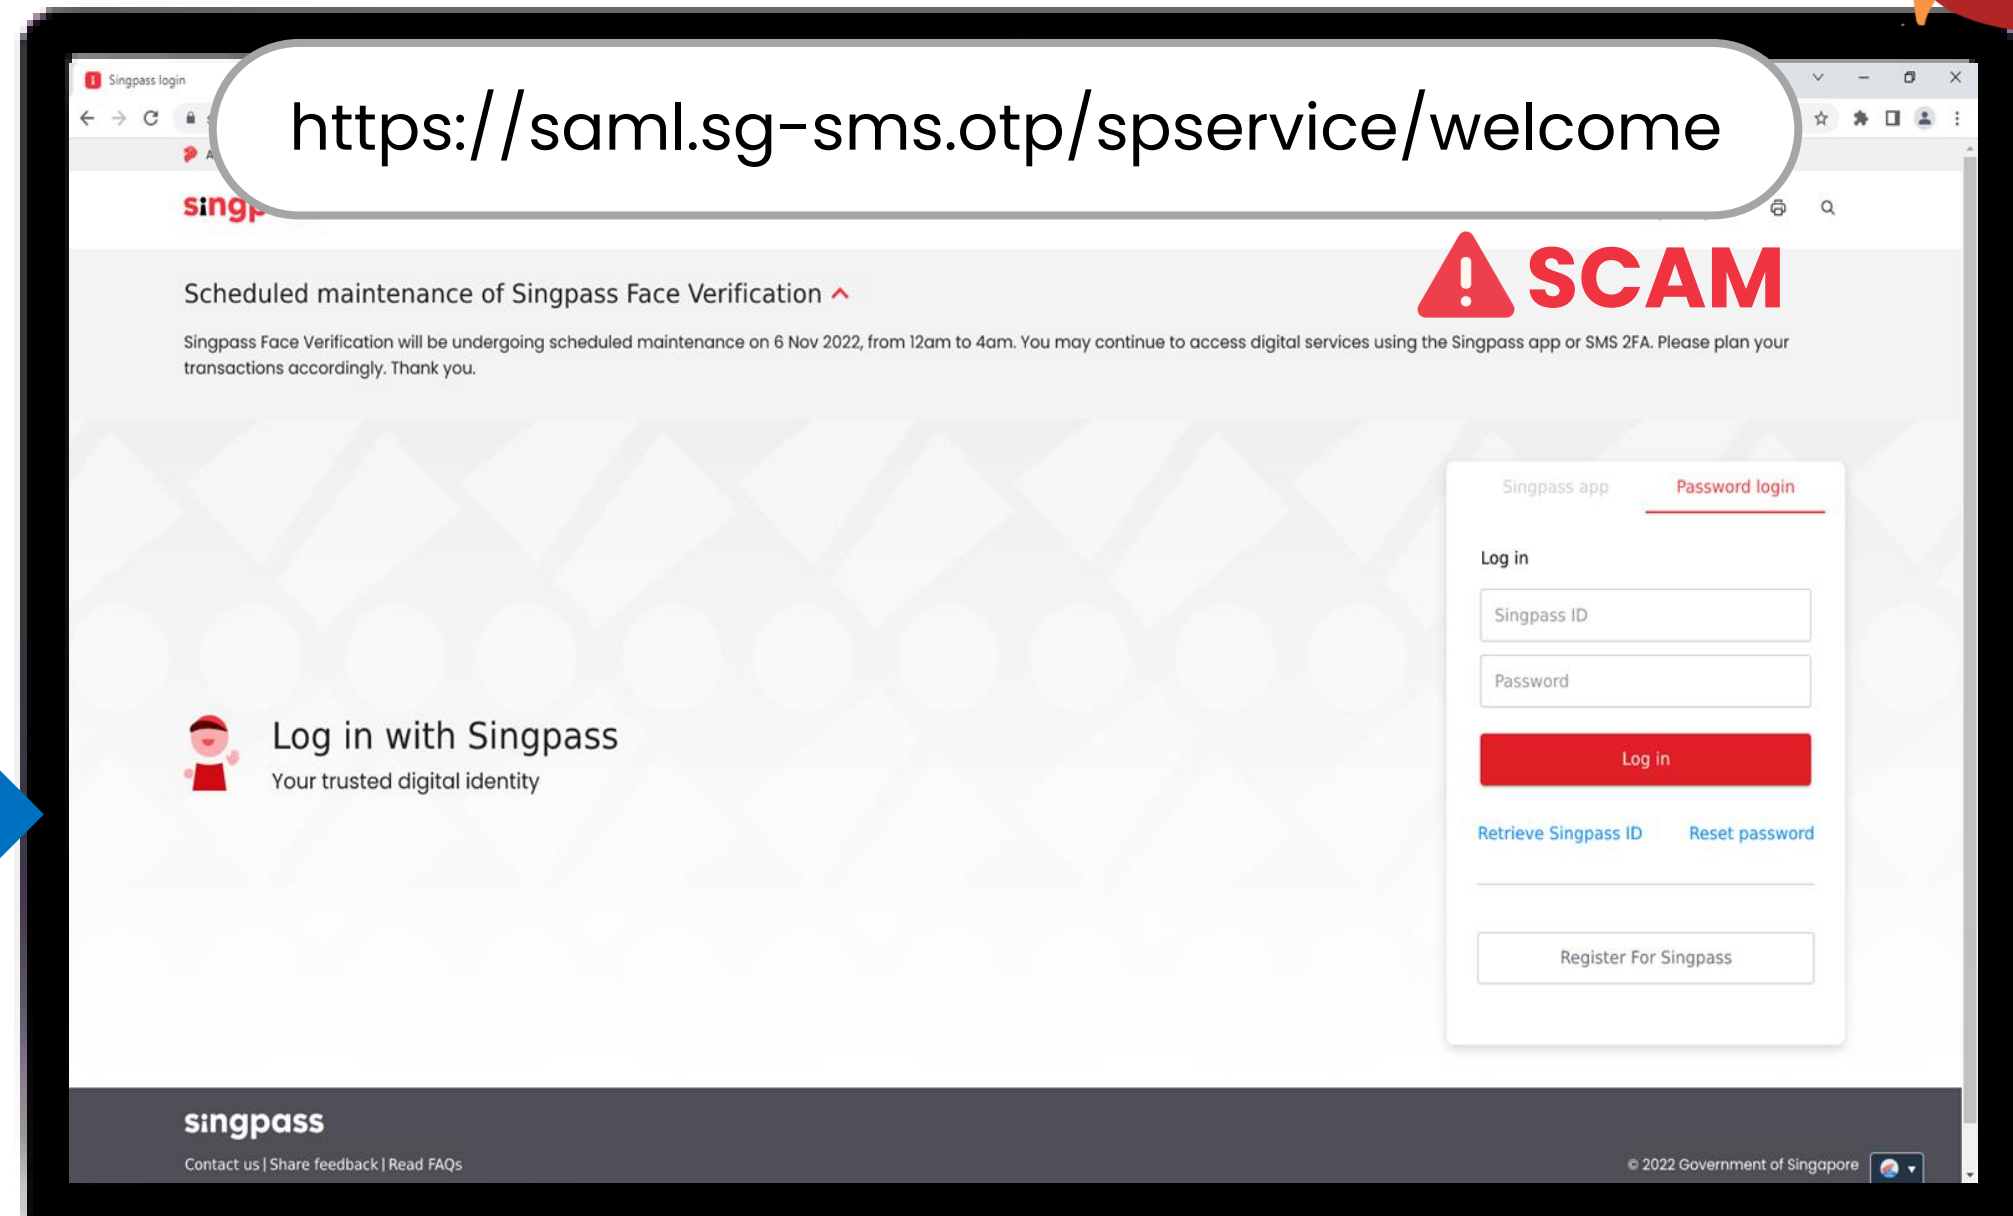 Singpass login
https://saml.sg-sms.otp/spservice/welcome
singp
SCAM
Scheduled maintenance of Singpass Face Verification
Singpass Face Verification will be undergoing scheduled maintenance on 6 Nov 2022, from 12am to 4am. You may continue to access digital services using the Singpass app or SMS 2FA. Please plan your
transactions accordingly. Thank you.
Singpass app Password login
Log in
Singpass ID
Password
Log in with Singpass
Log in
Your trusted digital identity
Retrieve Singpass ID Reset password
Register For Singpass
singpass
Contact us | Share feedback | Read FAQs
© 2022 Government of Singapore